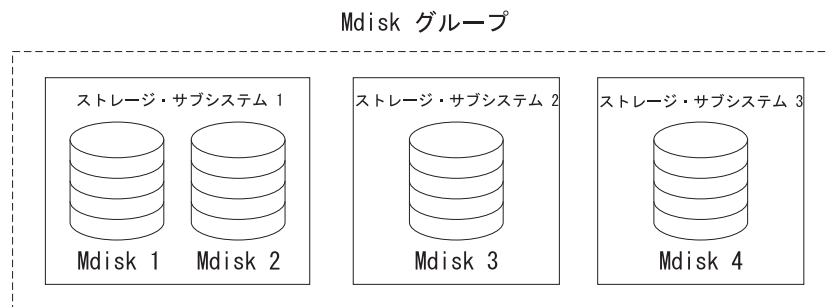 Mdisk グループ
ストレージ・サブシステム 1
Mdisk 1
Mdisk 2
ストレージ・サブシステム 2
Mdisk 3
ストレージ・サブシステム 3
Mdisk 4